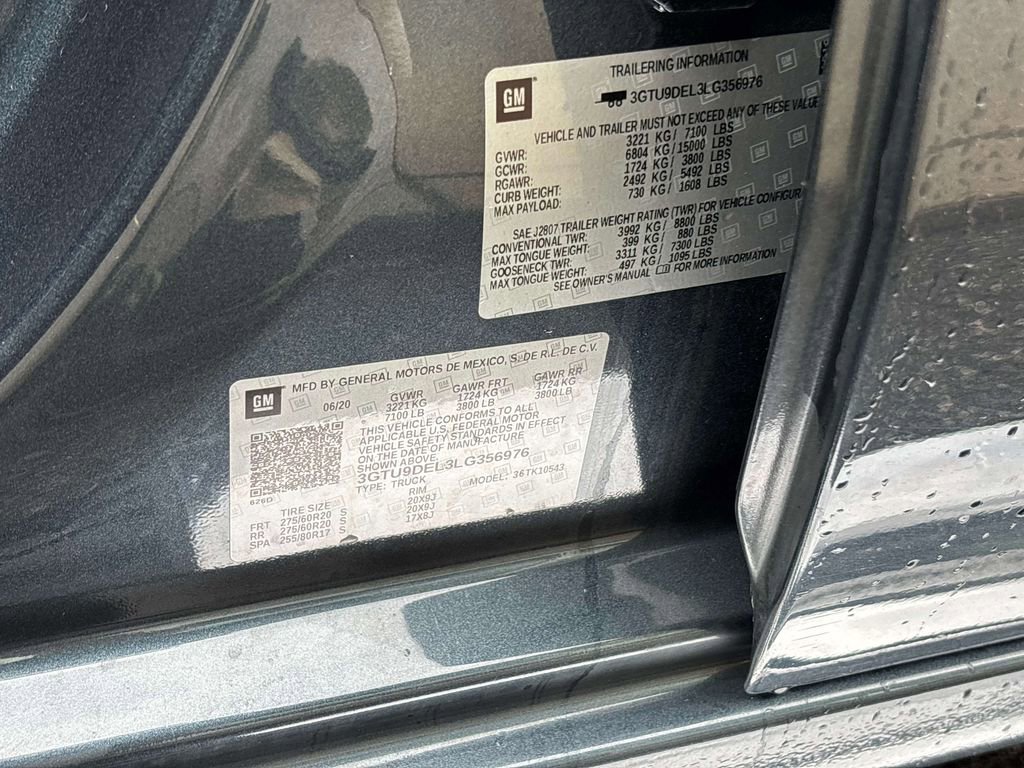 TRAILERING INFORMATION
GM
3GTU9DEL3LG356976
VEHICLE AND TRAILER MUST NOT EXCEED ANY OF THESE VALUE
GVWR: 3221 KG/ 7100 LBS
GCWR: 6804 KG/ 15000 LBS
RGAWR: 1724 KG/ 3800 LBS
CURB WEIGHT: 2492 KG/ 5492 LBS
MAX PAYLOAD: 730 KG/ 1608 LBS
SAE J2807 TRAILER WEIGHT RATING (TWR) FOR VEHICLE CONFIGUR
CONVENTIONAL TWR: 3992 KG/ 8800 LBS
MAX TONGUE WEIGHT: 399 KG/ 880 LBS
GOOSENECK TWR: 3311 KG/ 7300 LBS
MAX TONGUE WEIGHT: 497 KG/ 1095 LBS
SEE OWNER'S MANUAL FOR MORE INFORMATION
MFD BY GENERAL MOTORS DE MEXICO, S. DE R.L. DE C.V.
GM
06/20 GVWR GAWR FRT GAWR RR
3221 KG 1724 KG 1724 KG
7100 LB 3800 LB 3800 LB
THIS VEHICLE CONFORMS TO ALL
APPLICABLE U.S. FEDERAL MOTOR
VEHICLE SAFETY STANDARDS IN EFFECT
ON THE DATE OF MANUFACTURE
SHOWN ABOVE.
3GTU9DEL3LG356976
TYPE: TRUCK MODEL: 36TK10543
626D
TIRE SIZE RIM
FRT 275/60R20 S 20X9J
RR 275/60R20 S 20X9J
SPA 255/80R17 S 17X8J